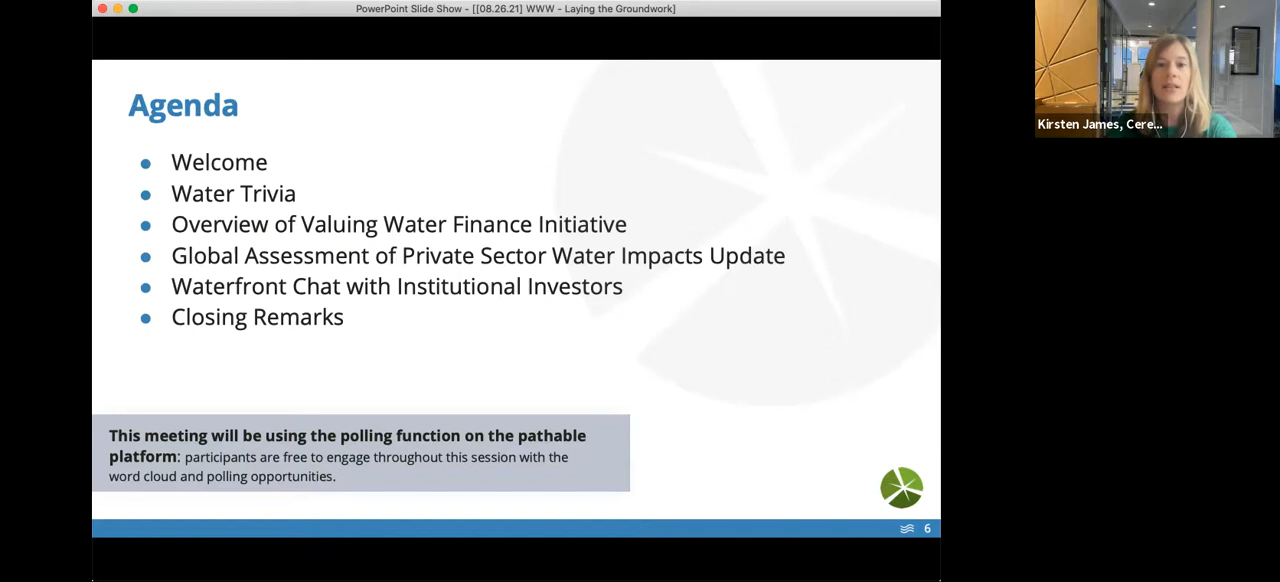 PowerPoint Slide Show - [[08.26.21] WWW - Laying the Groundwork]
Agenda
Welcome
Water Trivia
Overview of Valuing Water Finance Initiative
Global Assessment of Private Sector Water Impacts Update
Waterfront Chat with Institutional Investors
Closing Remarks
This meeting will be using the polling function on the pathable
platform: participants are free to engage throughout this session with the
word cloud and polling opportunities.
6
Kirsten James, Cere...